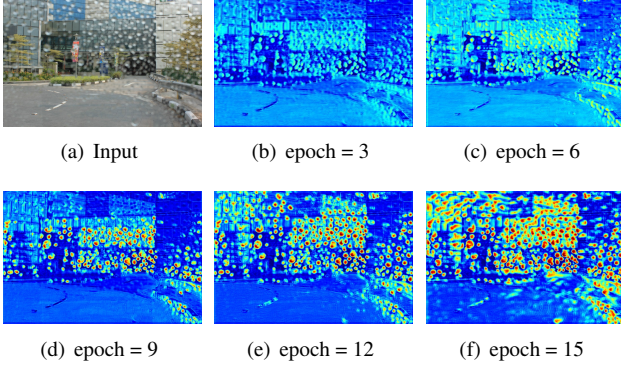 (a) Input
(b) epoch = 3
(c) epoch = 6
(d) epoch = 9
(e) epoch = 12
(f) epoch = 15